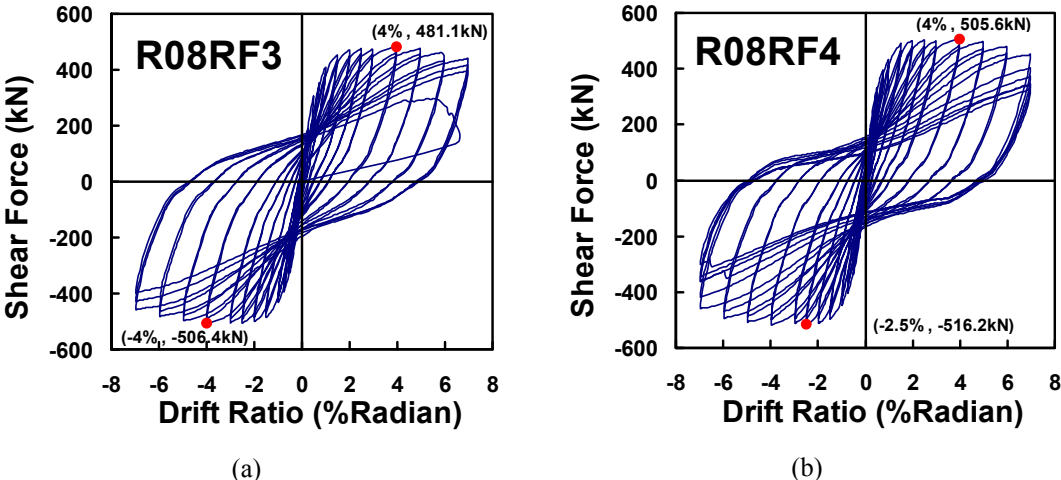 600
400
200
0
-200
-400
-600
Shear Force (kN)
R08RF3
(4% , 481.1kN)
(-4% , -506.4kN)
-8 -6 -4 -2 0 2 4 6 8
Drift Ratio (%Radian)
(a)
600
400
200
0
-200
-400
-600
Shear Force (kN)
R08RF4
(4% , 505.6kN)
(-2.5% , -516.2kN)
-8 -6 -4 -2 0 2 4 6 8
Drift Ratio (%Radian)
(b)